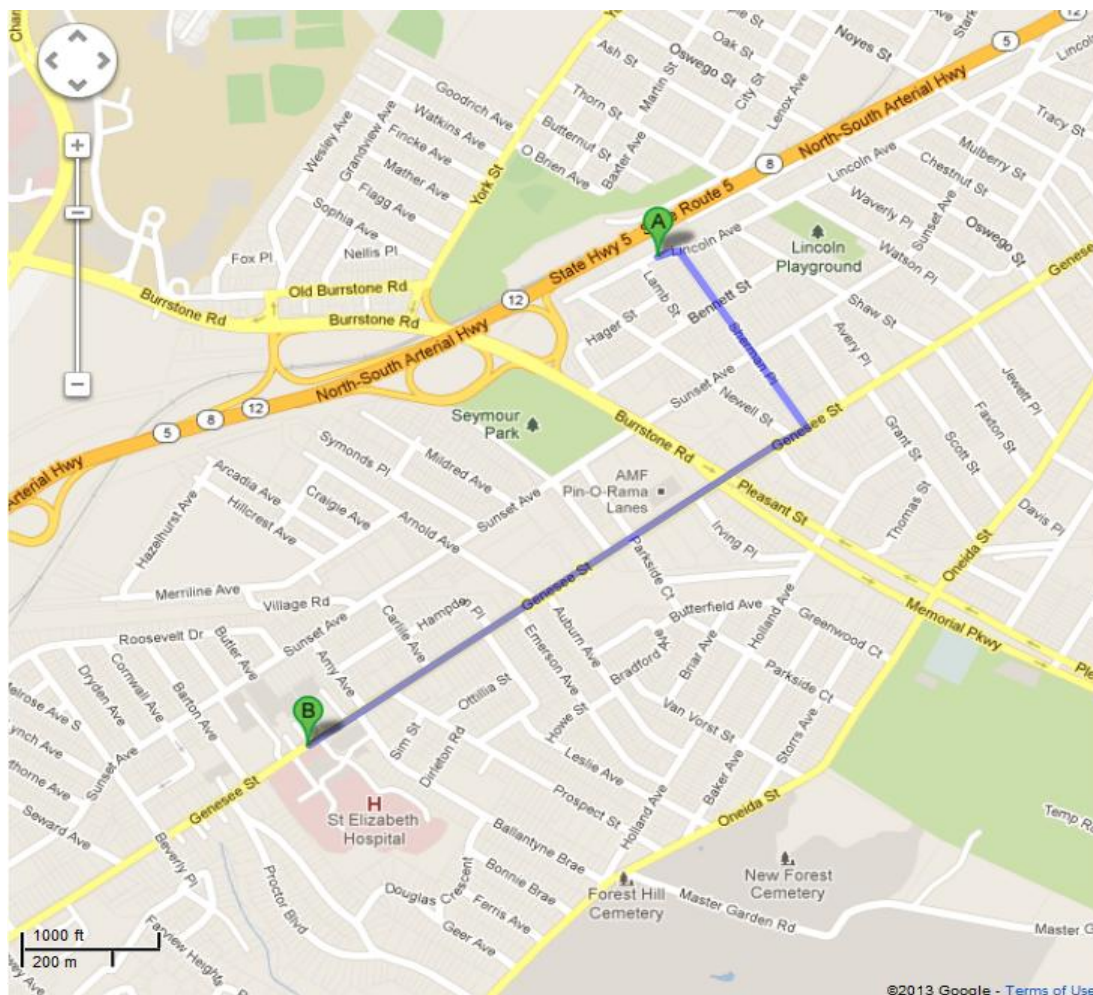 12
5
Noyes St
Stark
Lincoln
Oak St
Ash St
Oswego St
City St
Lenox Ave
Martin St
Thorn St
Goodrich Ave
Watkins Ave
Fincke Ave
Mather Ave
Flagg Ave
Sophia Ave
Nellis Pl
Fox Pl
Wesley Ave
Grandview Ave
York St
Butternut St
O Brien Ave
Baxter Ave
North-South Arterial Hwy
8
Tracy St
Mulberry St
Chestnut St
Lincoln Ave
Sunset Ave
Waverly Pl
Oswego St
Watson Pl
A
State Route 5
State Hwy 5
Lincoln Ave
Lincoln
Playground
Genesee
Old Burrstone Rd
Burrstone Rd
Burrstone Rd
12
North-South Arterial Hwy
Lamb St
Bennett St
Hager St
Sherman Pl
Shaw St
Avery Pl
Sunset Ave
Newell St
Genesee St
Jewett Pl
Faxton St
Scott St
Grant St
5
8
12
Arterial Hwy
Seymour
Park
Burrstone Rd
AMF
Pin-O-Rama
Lanes
Pleasant St
Symonds Pl
Mildred Ave
Arcadia Ave
Craigie Ave
Hillcrest Ave
Arnold Ave
Sunset Ave
Hazelhurst Ave
Irving Pl
Thomas St
Davis Pl
Oneida St
Merriline Ave
Village Rd
Genesee St
Parkside Ct
Butterfield Ave
Holland Ave
Greenwood Ct
Memorial Pkwy
Roosevelt Dr
Butler Ave
Sunset Ave
Carlile Ave
Hampden Pl
Amy Ave
Auburn Ave
Emerson Ave
Bradford Ave
Briar Ave
Parkside Ct
Cornwall Ave
Dryden Ave
Barton Ave
Melrose Ave S
Lynch Ave
Sunset Ave
Seward Ave
B
Ottillia St
Sim St
Dirleton Rd
Howe St
Van Vorst St
Storrs Ave
Baker Ave
Leslie Ave
Prospect St
Holland Ave
Oneida St
Genesee St
H
St Elizabeth
Hospital
Beverly Pl
Proctor Blvd
Ballantyne Brae
Bonnie Brae
Douglas Crescent
Ferris Ave
Geer Ave
Forest Hill
Cemetery
New Forest
Cemetery
Master Garden Rd
Fairview Heights
1000 ft
200 m
©2013 Google - Terms of Use